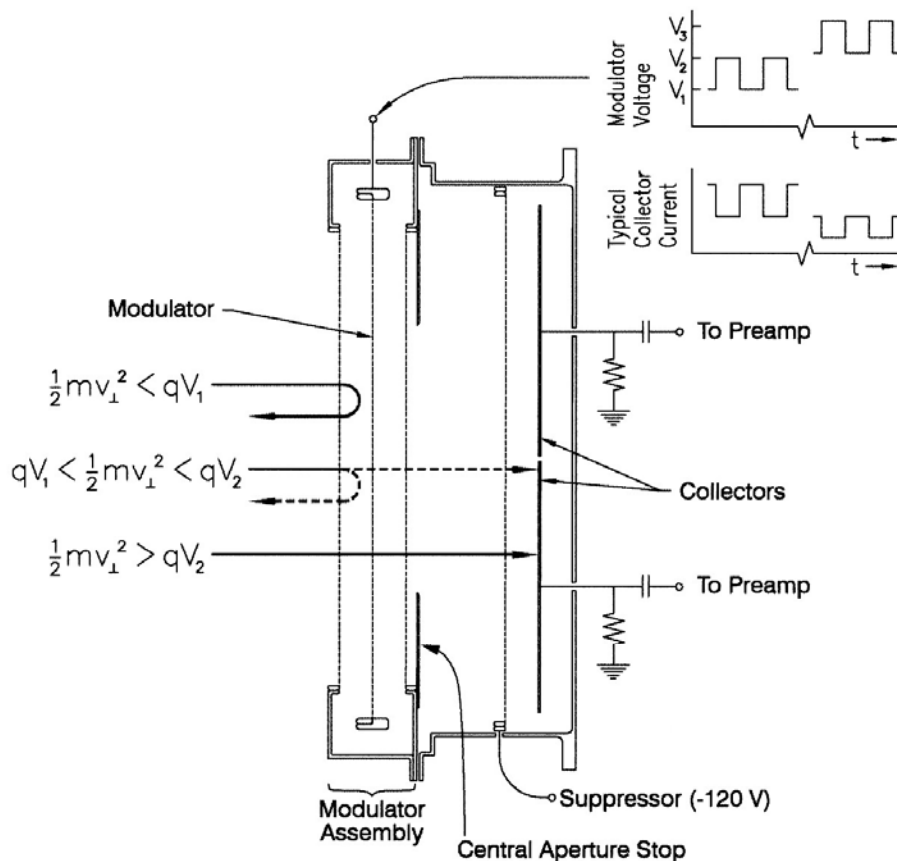 Modulator
Voltage
V₃
V₂
V₁
t
Typical
Collector
Current
t
Modulator
To Preamp
½mv⊥² < qV₁
qV₁ < ½mv⊥² < qV₂
Collectors
½mv⊥² > qV₂
To Preamp
Suppressor (-120 V)
Modulator
Assembly
Central Aperture Stop